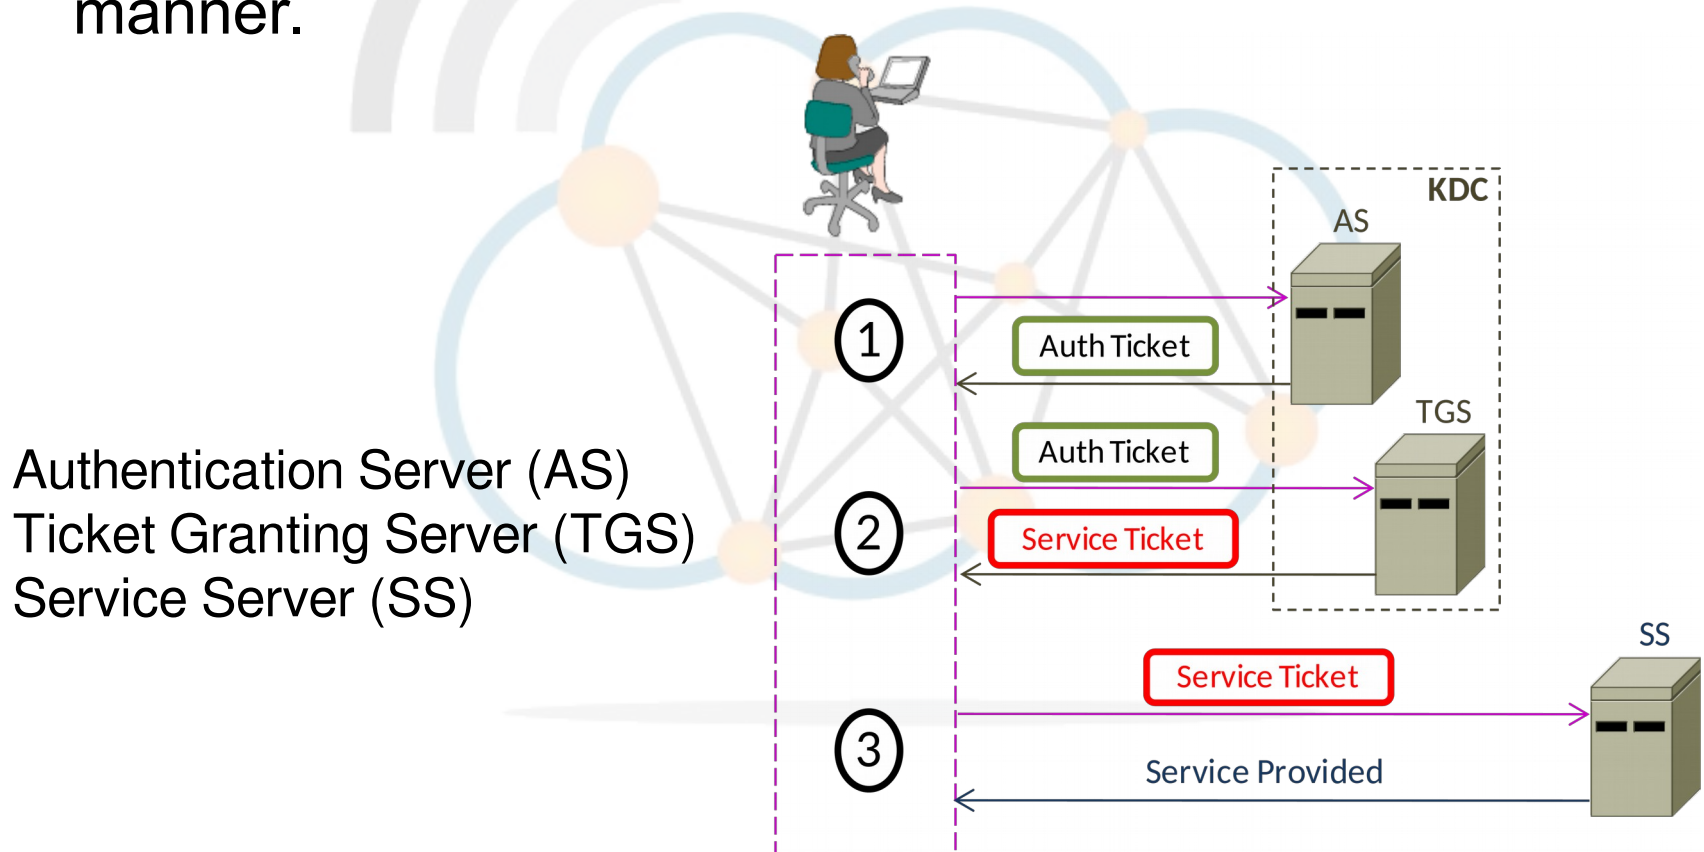 manner.
KDC
AS
1
Auth Ticket
TGS
Auth Ticket
Authentication Server (AS)
Ticket Granting Server (TGS)
Service Server (SS)
2
Service Ticket
SS
Service Ticket
3
Service Provided